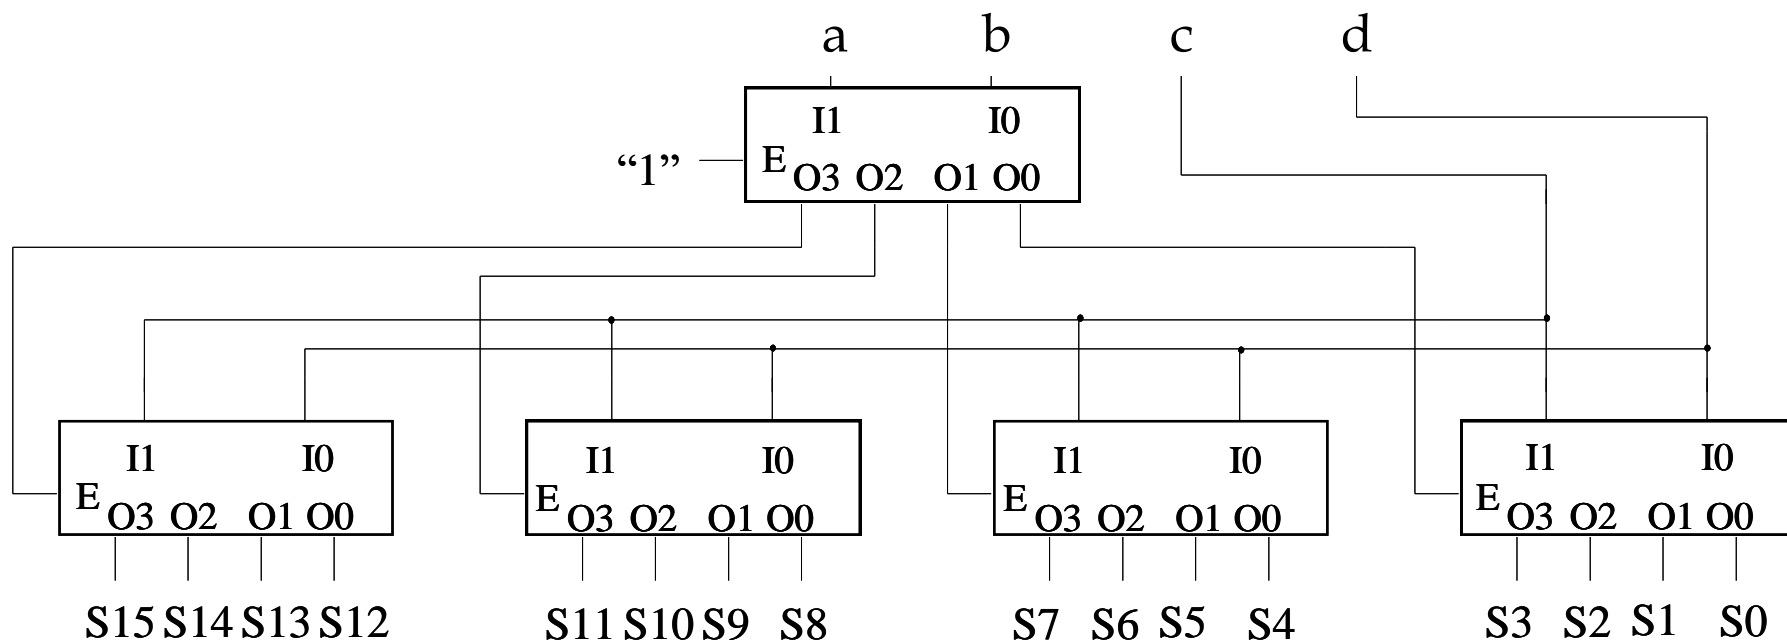 a b c d
I1 I0
“1” E O3 O2 O1 O0
I1 I0 I1 I0 I1 I0 I1 I0
E O3 O2 O1 O0 E O3 O2 O1 O0 E O3 O2 O1 O0 E O3 O2 O1 O0
S15 S14 S13 S12 S11 S10 S9 S8 S7 S6 S5 S4 S3 S2 S1 S0